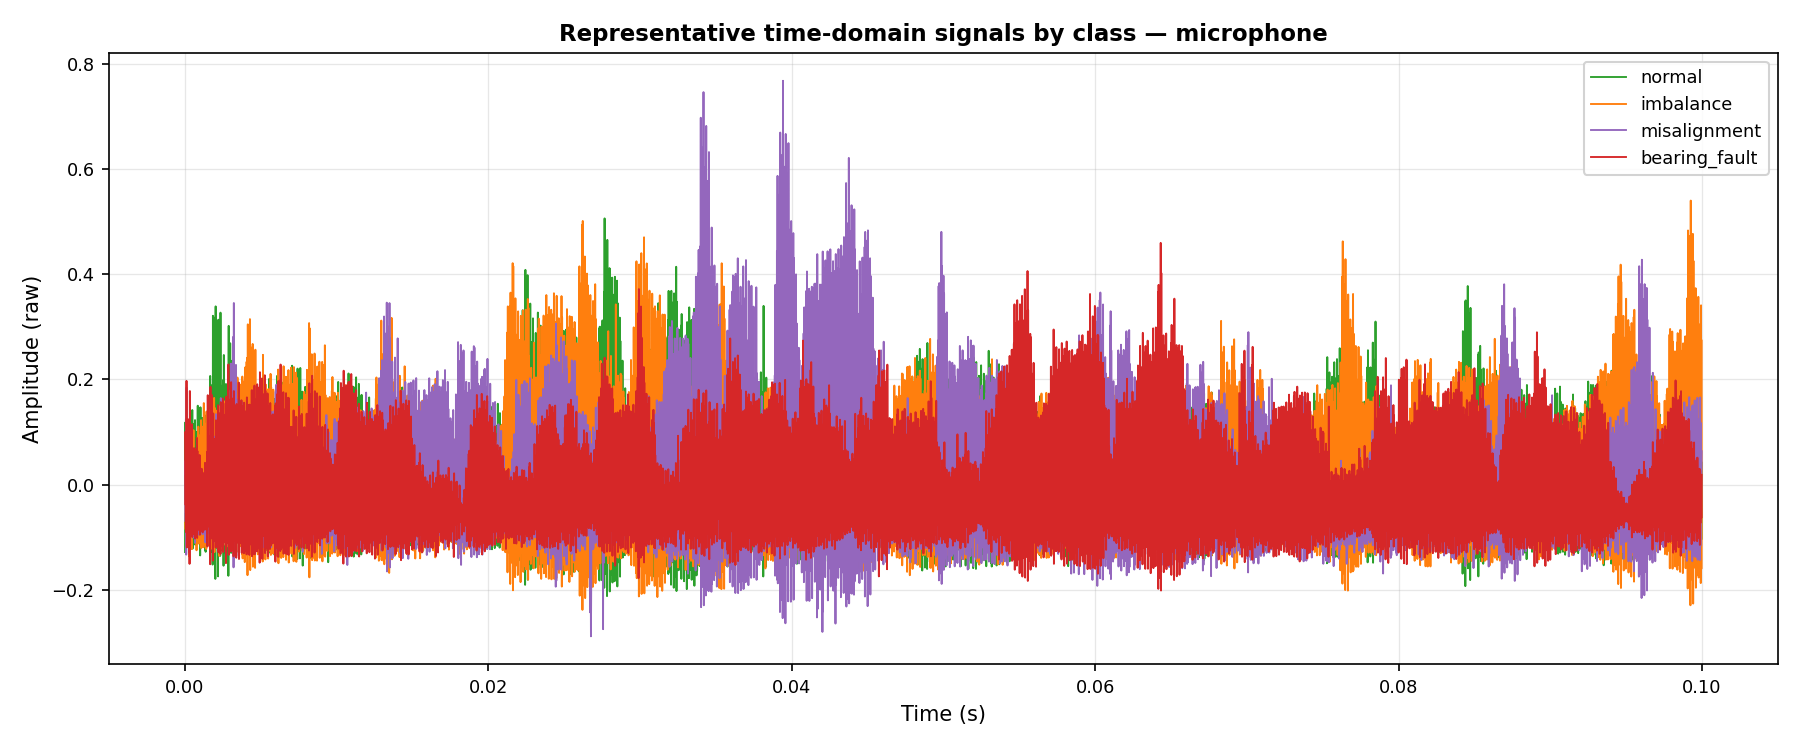 Representative time-domain signals by class — microphone
0.8
0.6
0.4
0.2
0.0
−0.2
Amplitude (raw)
normal
imbalance
misalignment
bearing_fault
0.00
0.02
0.04
0.06
0.08
0.10
Time (s)